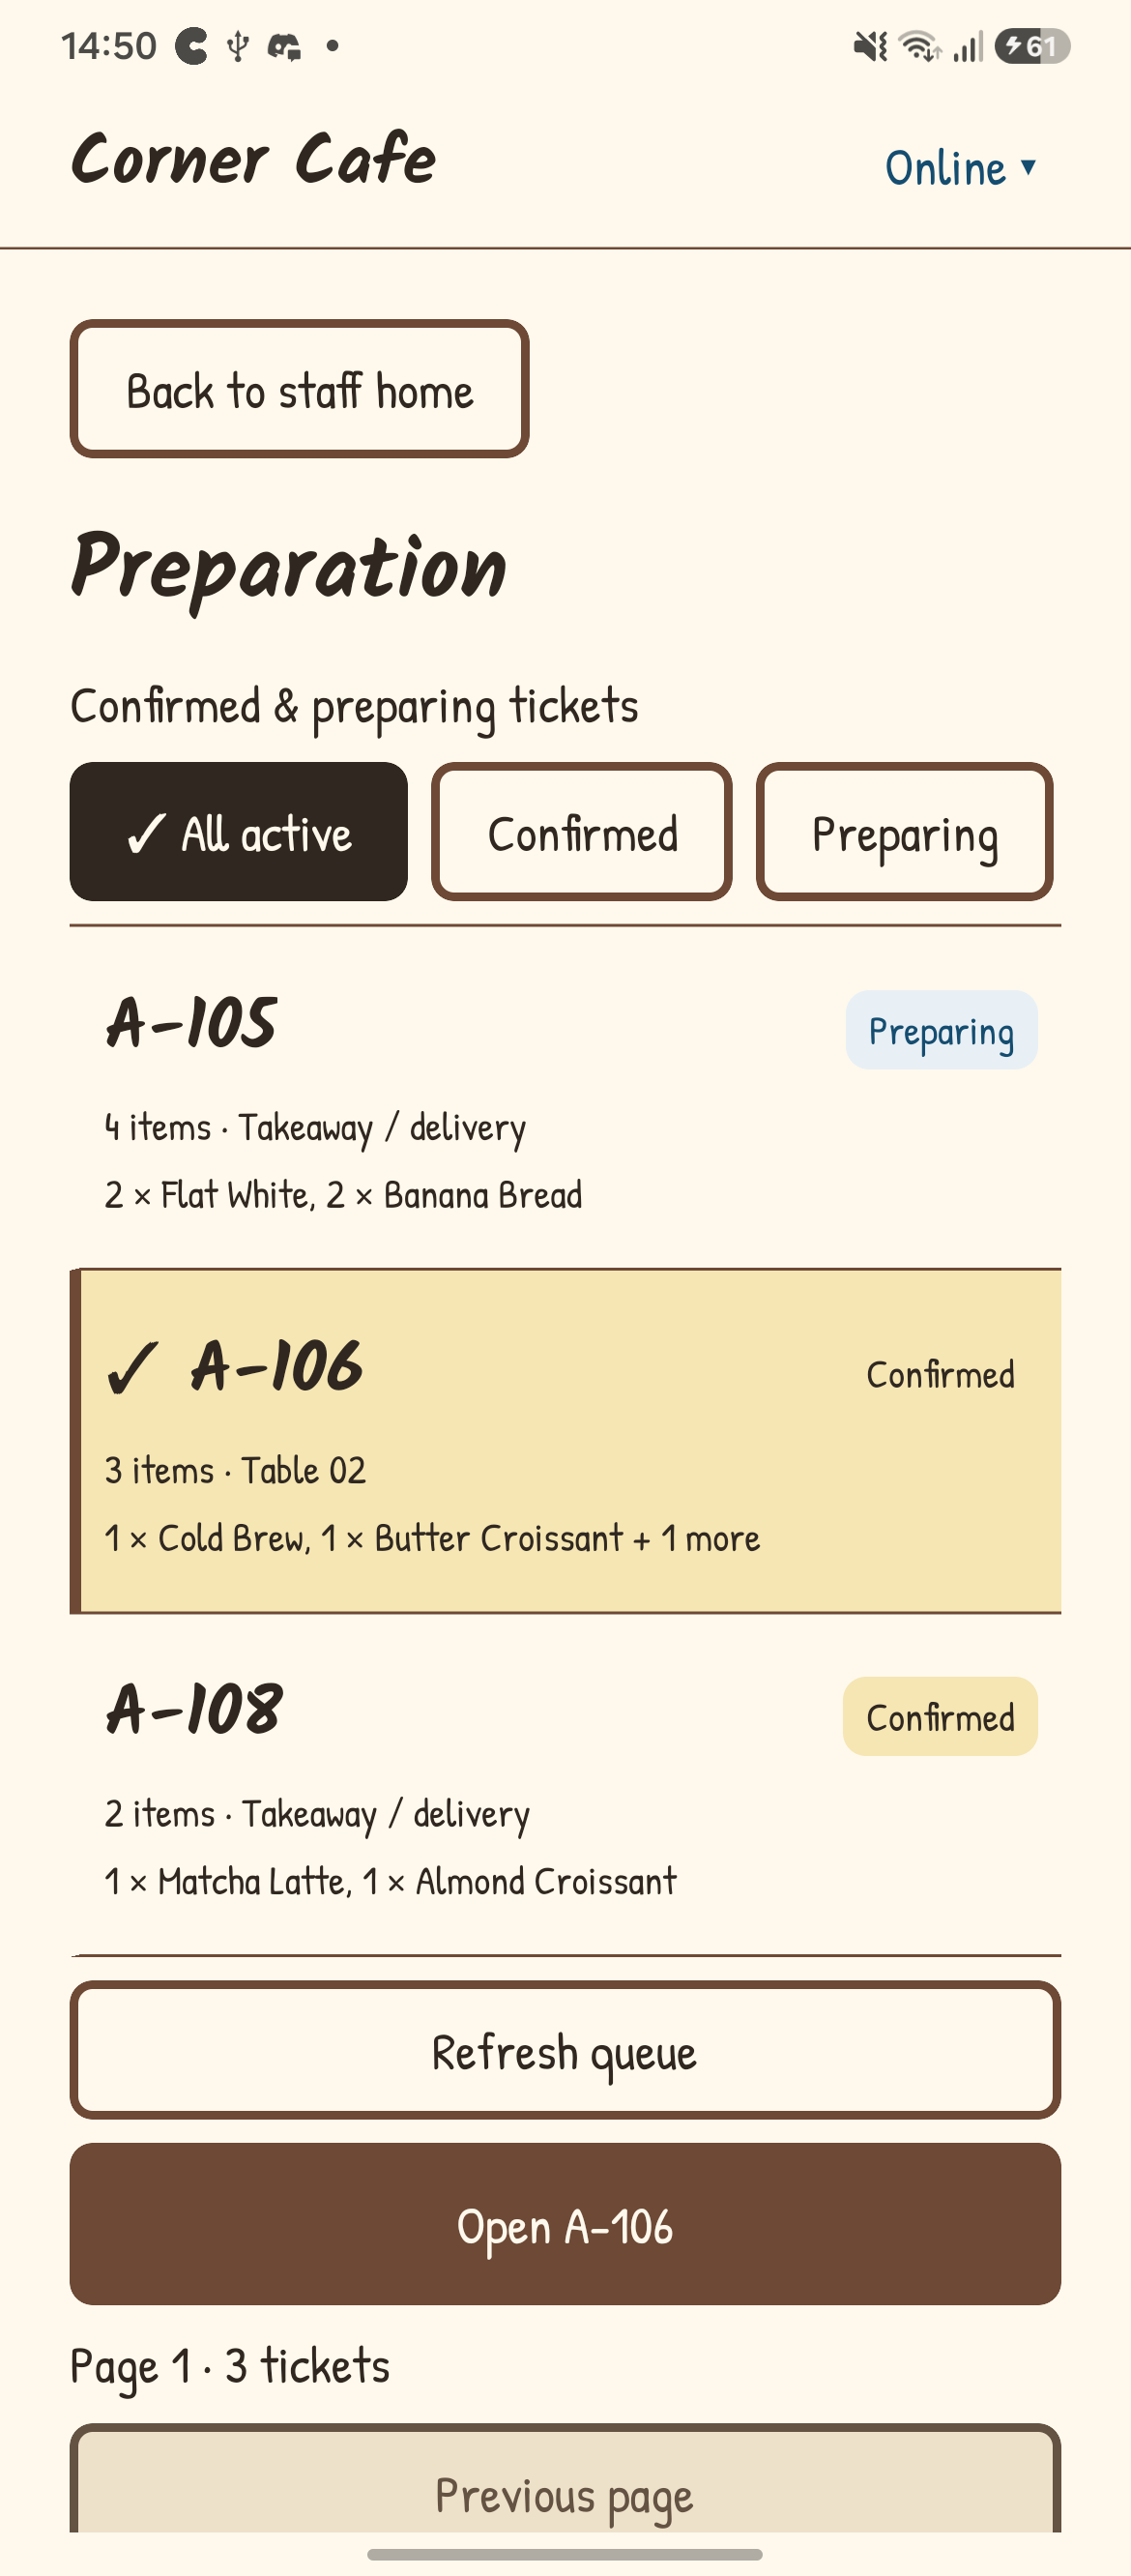 14:50
61
Corner Cafe
Online ▼
Back to staff home
Preparation
Confirmed & preparing tickets
✓ All active
Confirmed
Preparing
A-105
Preparing
4 items · Takeaway / delivery
2 × Flat White, 2 × Banana Bread
✓ A-106
Confirmed
3 items · Table 02
1 × Cold Brew, 1 × Butter Croissant + 1 more
A-108
Confirmed
2 items · Takeaway / delivery
1 × Matcha Latte, 1 × Almond Croissant
Refresh queue
Open A-106
Page 1 · 3 tickets
Previous page